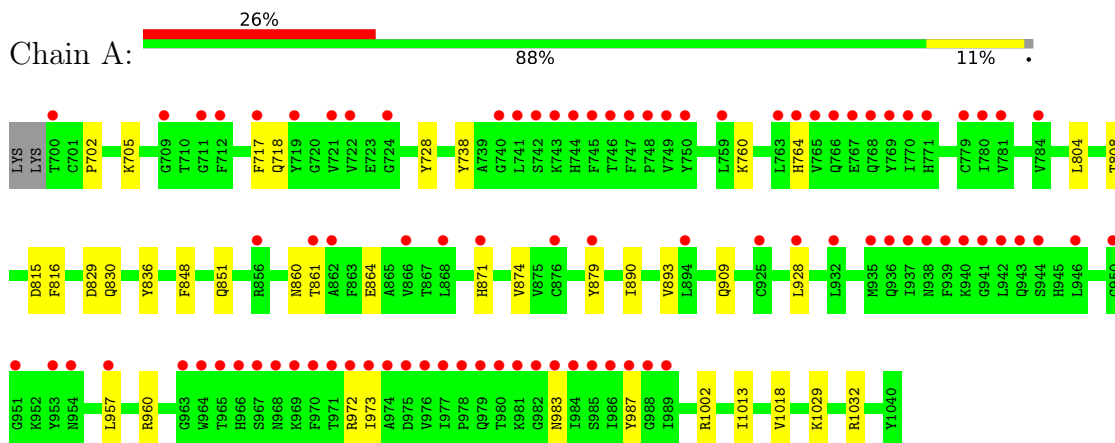 26%
Chain A:
88% 11% •
LYS LYS T700 C701 P702 K705 G709 T710 G711 F712 F717 Q718 Y719 G720 V721 V722 E723 G724 Y728 Y738 A739 G740 L741 S742 K743 H744 F745 T746 F747 P748 V749 Y750 L759 K760 L763 H764 V765 Q766 E767 Q768 Y769 I770 H771 C779 I780 V781 V784 L804 T808
D815 F816 D829 Q830 Y836 F848 Q851 R856 N860 T861 A862 F863 E864 A865 V866 T867 L868 H871 V874 V875 C876 Y879 I890 V893 L894 Q909 C925 L928 L932 M935 Q936 I937 N938 F939 K940 G941 L942 Q943 S944 H945 L946 G950
G951 K952 Y953 N954 L957 R960 G963 W964 T965 H966 S967 N968 K969 F970 T971 R972 I973 A974 D975 V976 I977 P978 Q979 T980 K981 G982 N983 I984 S985 I986 Y987 G988 I989 R1002 I1013 V1018 K1029 R1032 Y1040